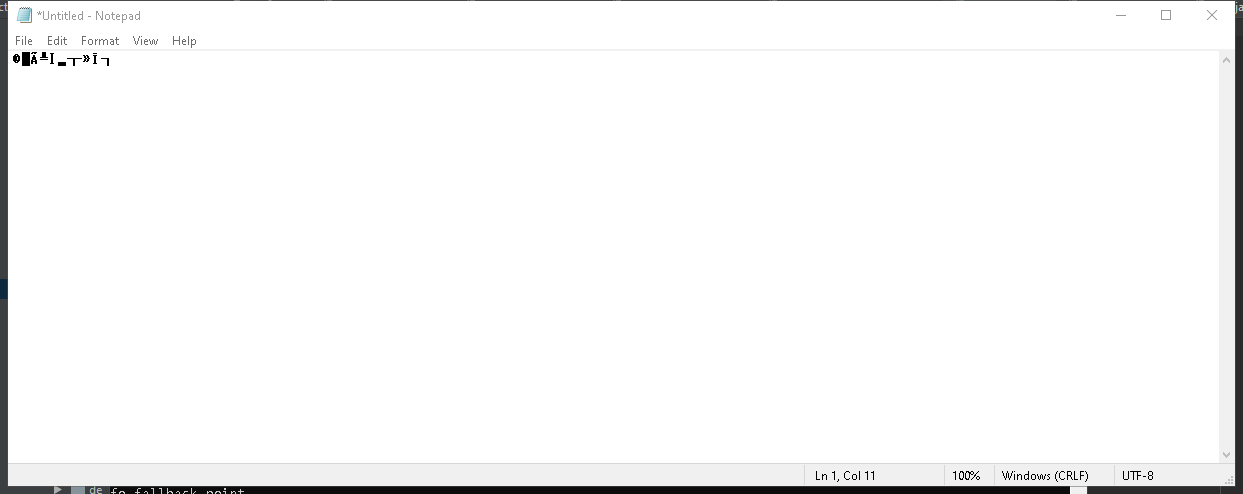 *Untitled - Notepad
File Edit Format View Help
Ln 1, Col 11 100% Windows (CRLF) UTF-8
de fo fallback point